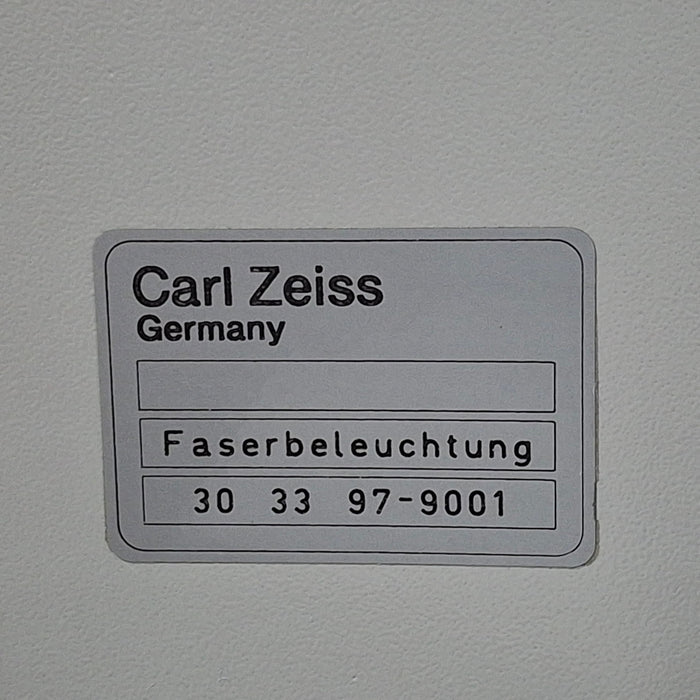 Carl Zeiss
Germany
Faserbeleuchtung
30 33 97-9001